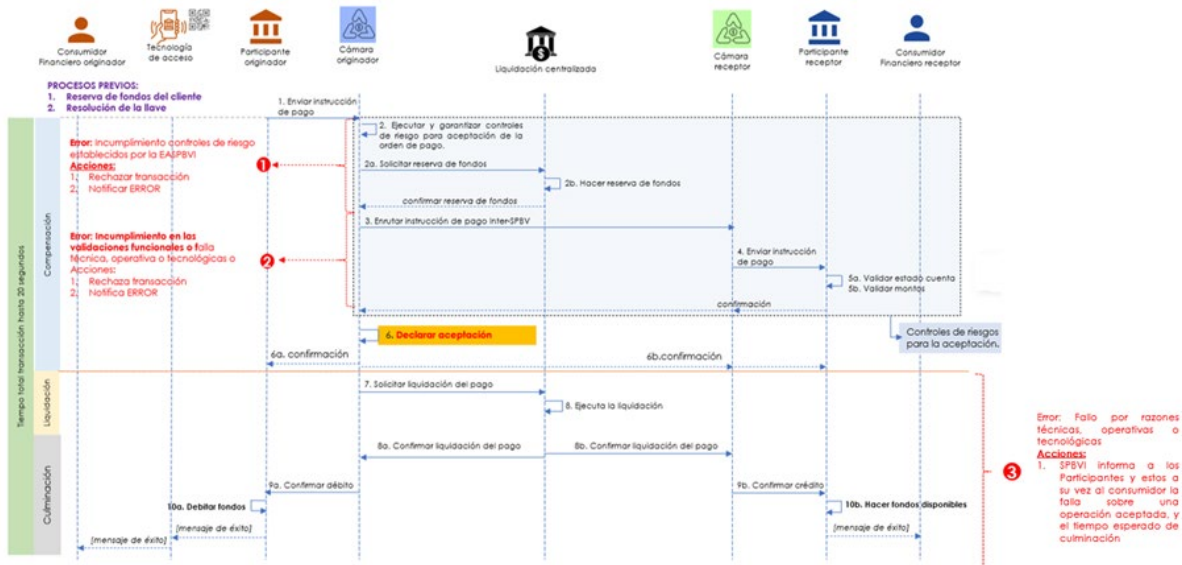 Consumidor
Financiero originador
Tecnología
de acceso
Participante
originador
Cámara
originador
Liquidación centralizada
Cámara
receptor
Participante
receptor
Consumidor
Financiero receptor
PROCESOS PREVIOS:
1. Reserva de fondos del cliente
2. Resolución de la llave
Tiempo total transacción hasta 20 segundos
Compensación
Liquidación
Culminación
1. Enviar instrucción
de pago
2. Ejecutar y garantizar controles
de riesgo para aceptación de la
orden de pago.
Error: Incumplimiento controles de riesgo
establecidos por la EASPBVI
Acciones:
1. Rechazar transacción
2. Notificar ERROR
1
2a. Solicitar reserva de fondos
2b. Hacer reserva de fondos
confirmar reserva de fondos
3. Enrutar instrucción de pago Inter-SPBV
Error: Incumplimiento en las
validaciones funcionales o falla
técnica, operativa o tecnológicas o
Acciones:
1. Rechaza transacción
2. Notifica ERROR
2
4. Enviar instrucción
de pago
5a. Validar estado cuenta
5b. Validar montos
confirmación
6. Declarar aceptación
Controles de riesgos
para la aceptación.
6a. confirmación
6b.confirmación
7. Solicitar liquidación del pago
8. Ejecuta la liquidación
8a. Confirmar liquidación del pago
8b. Confirmar liquidación del pago
9a. Confirmar débito
9b. Confirmar crédito
10a. Debitar fondos
10b. Hacer fondos disponibles
[mensaje de éxito]
[mensaje de éxito]
[mensaje de éxito]
3
Error: Fallo por razones
técnicas, operativas o
tecnológicas
Acciones:
1. SPBVI informa a los
Participantes y estos a
su vez al consumidor la
falla sobre una
operación aceptada, y
el tiempo esperado de
culminación